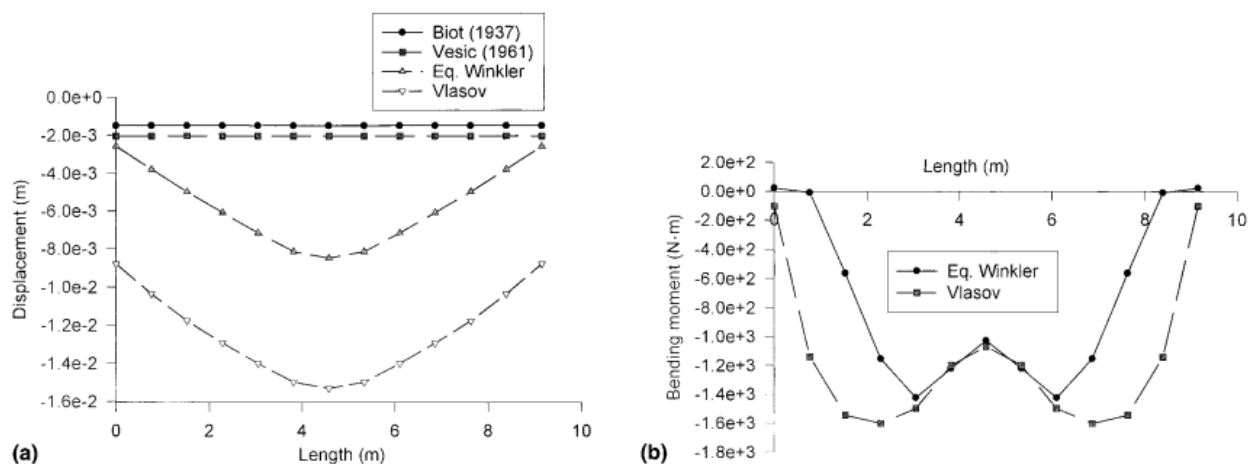 Biot (1937)
Vesic (1961)
Eq. Winkler
Vlasov
0.0e+0
-2.0e-3
-4.0e-3
-6.0e-3
-8.0e-3
-1.0e-2
-1.2e-2
-1.4e-2
-1.6e-2
Displacement (m)
0 2 4 6 8 10
Length (m)
(a)
2.0e+2
0.0e+0
-2.0e+2
-4.0e+2
-6.0e+2
-8.0e+2
-1.0e+3
-1.2e+3
-1.4e+3
-1.6e+3
-1.8e+3
Bending moment (N·m)
Length (m)
0 2 4 6 8 10
Eq. Winkler
Vlasov
(b)